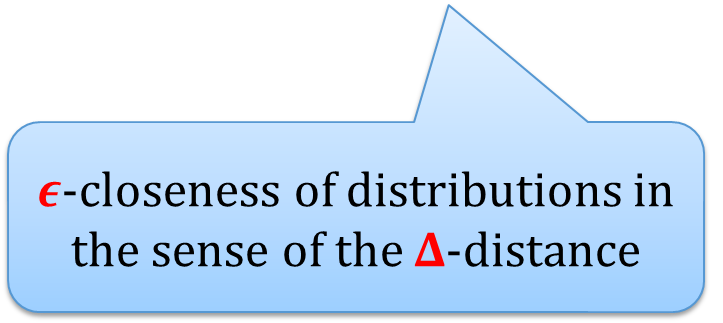 ϵ-closeness of distributions in
the sense of the Δ-distance